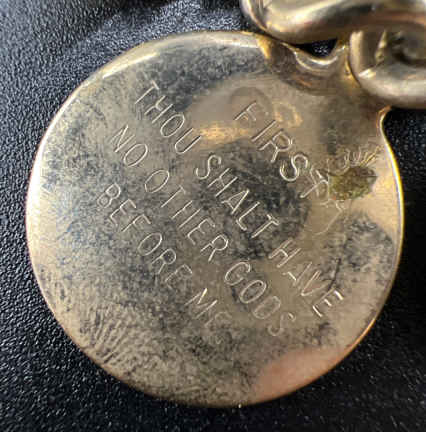 FIRST
THOU SHALT HAVE
NO OTHER GODS
BEFORE ME